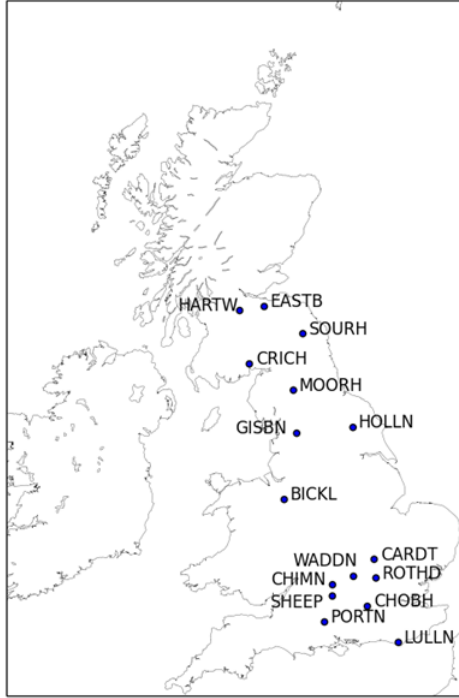 HARTW
EASTB
SOURH
CRICH
MOORH
GISBN
HOLLN
BICKL
WADDN
CARDT
CHIMN
ROTHD
SHEEP
CHOBH
PORTN
LULLN